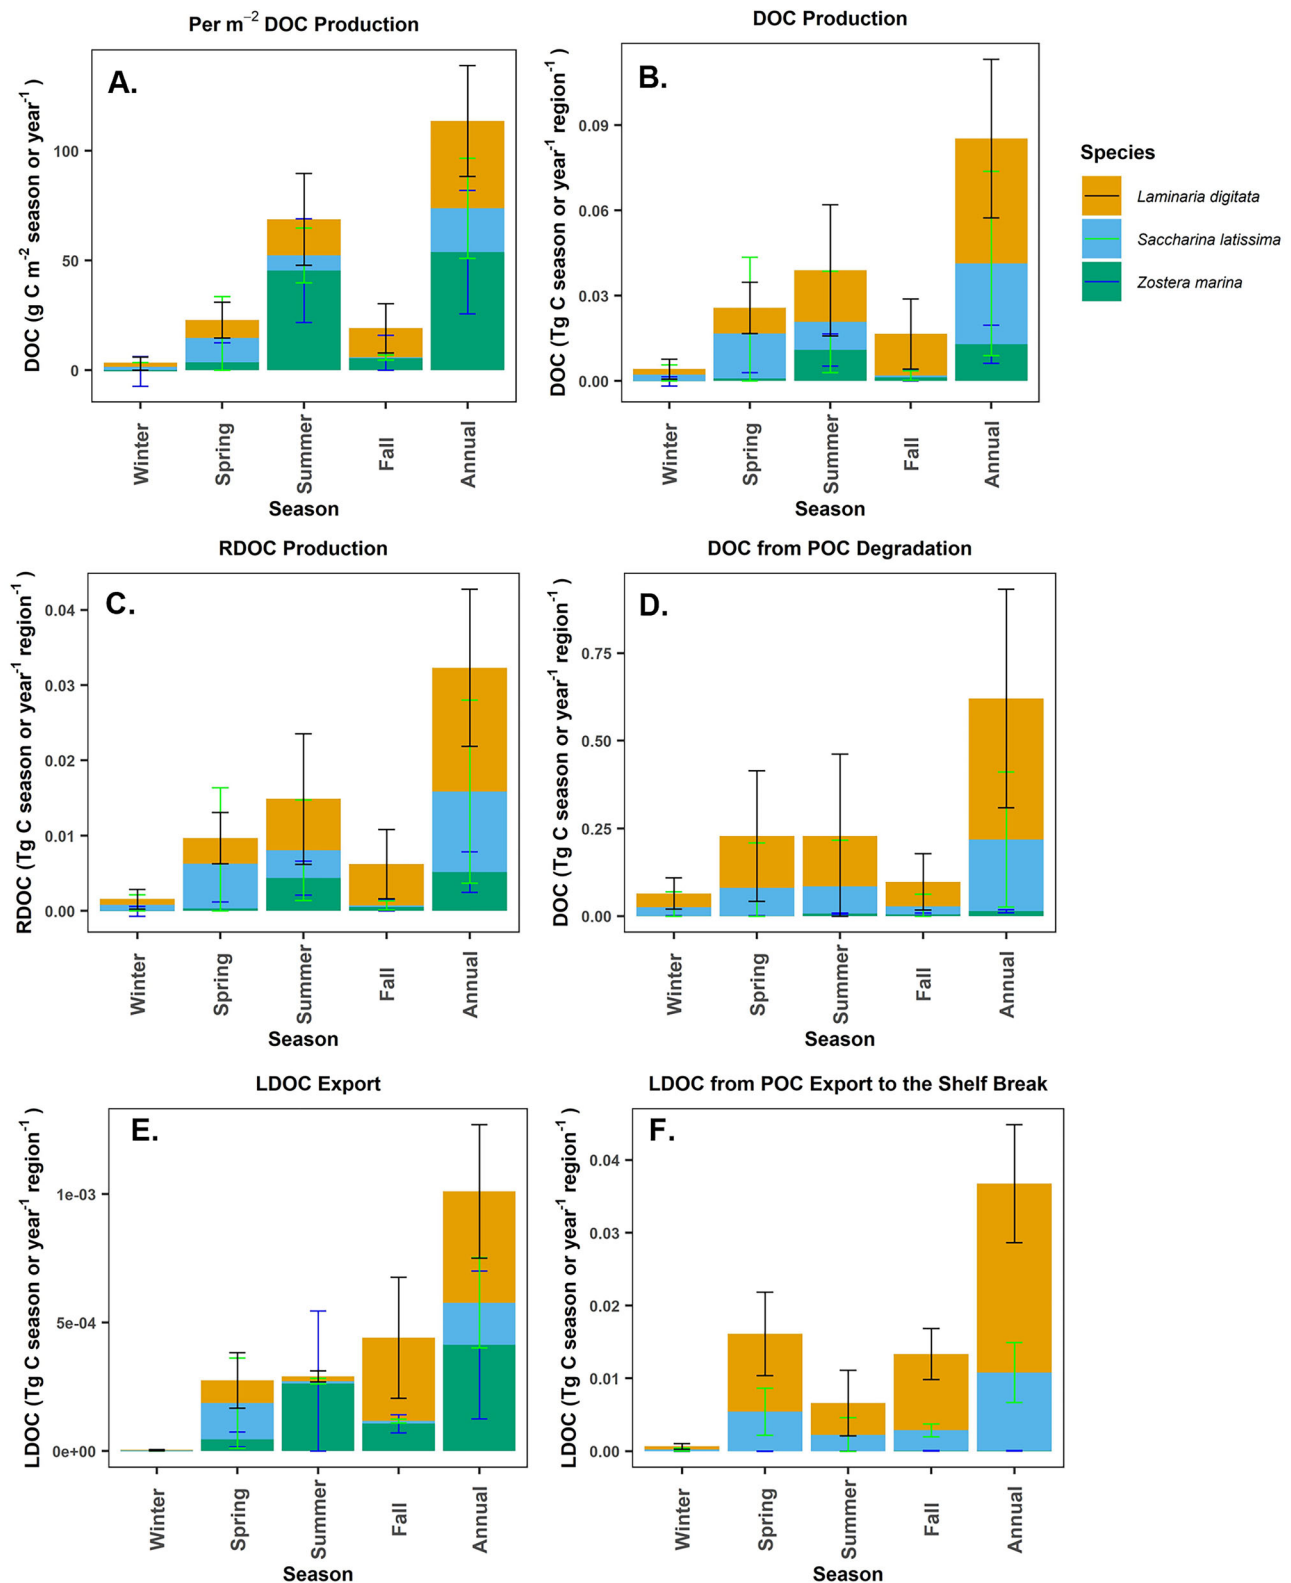 Per m⁻² DOC Production
A.
DOC (g C m⁻² season or year⁻¹ )
100
50
0
Winter
Spring
Summer
Fall
Annual
Season
DOC Production
B.
DOC (Tg C season or year⁻¹ region⁻¹ )
0.09
0.06
0.03
0.00
Winter
Spring
Summer
Fall
Annual
Season
Species
Laminaria digitata
Saccharina latissima
Zostera marina
RDOC Production
C.
RDOC (Tg C season or year⁻¹ region⁻¹ )
0.04
0.03
0.02
0.01
0.00
Winter
Spring
Summer
Fall
Annual
Season
DOC from POC Degradation
D.
DOC (Tg C season or year⁻¹ region⁻¹ )
0.75
0.50
0.25
0.00
Winter
Spring
Summer
Fall
Annual
Season
LDOC Export
E.
LDOC (Tg C season or year⁻¹ region⁻¹ )
1e-03
5e-04
0e+00
Winter
Spring
Summer
Fall
Annual
Season
LDOC from POC Export to the Shelf Break
F.
LDOC (Tg C season or year⁻¹ region⁻¹ )
0.04
0.03
0.02
0.01
0.00
Winter
Spring
Summer
Fall
Annual
Season